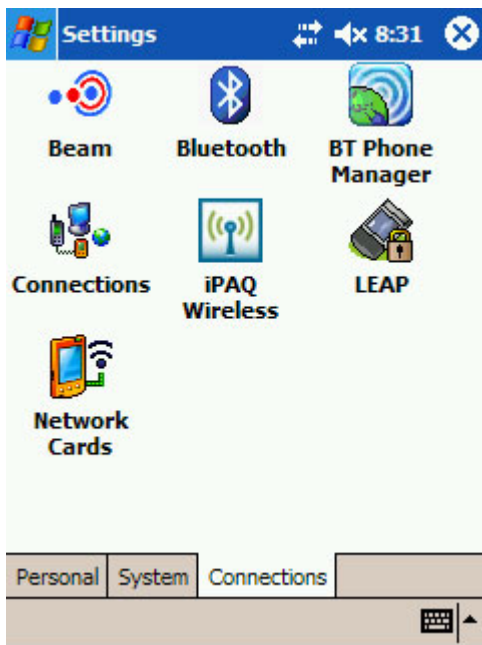 Settings 8:31
Beam Bluetooth BT Phone
Manager
Connections iPAQ LEAP
Wireless
Network
Cards
Personal System Connections